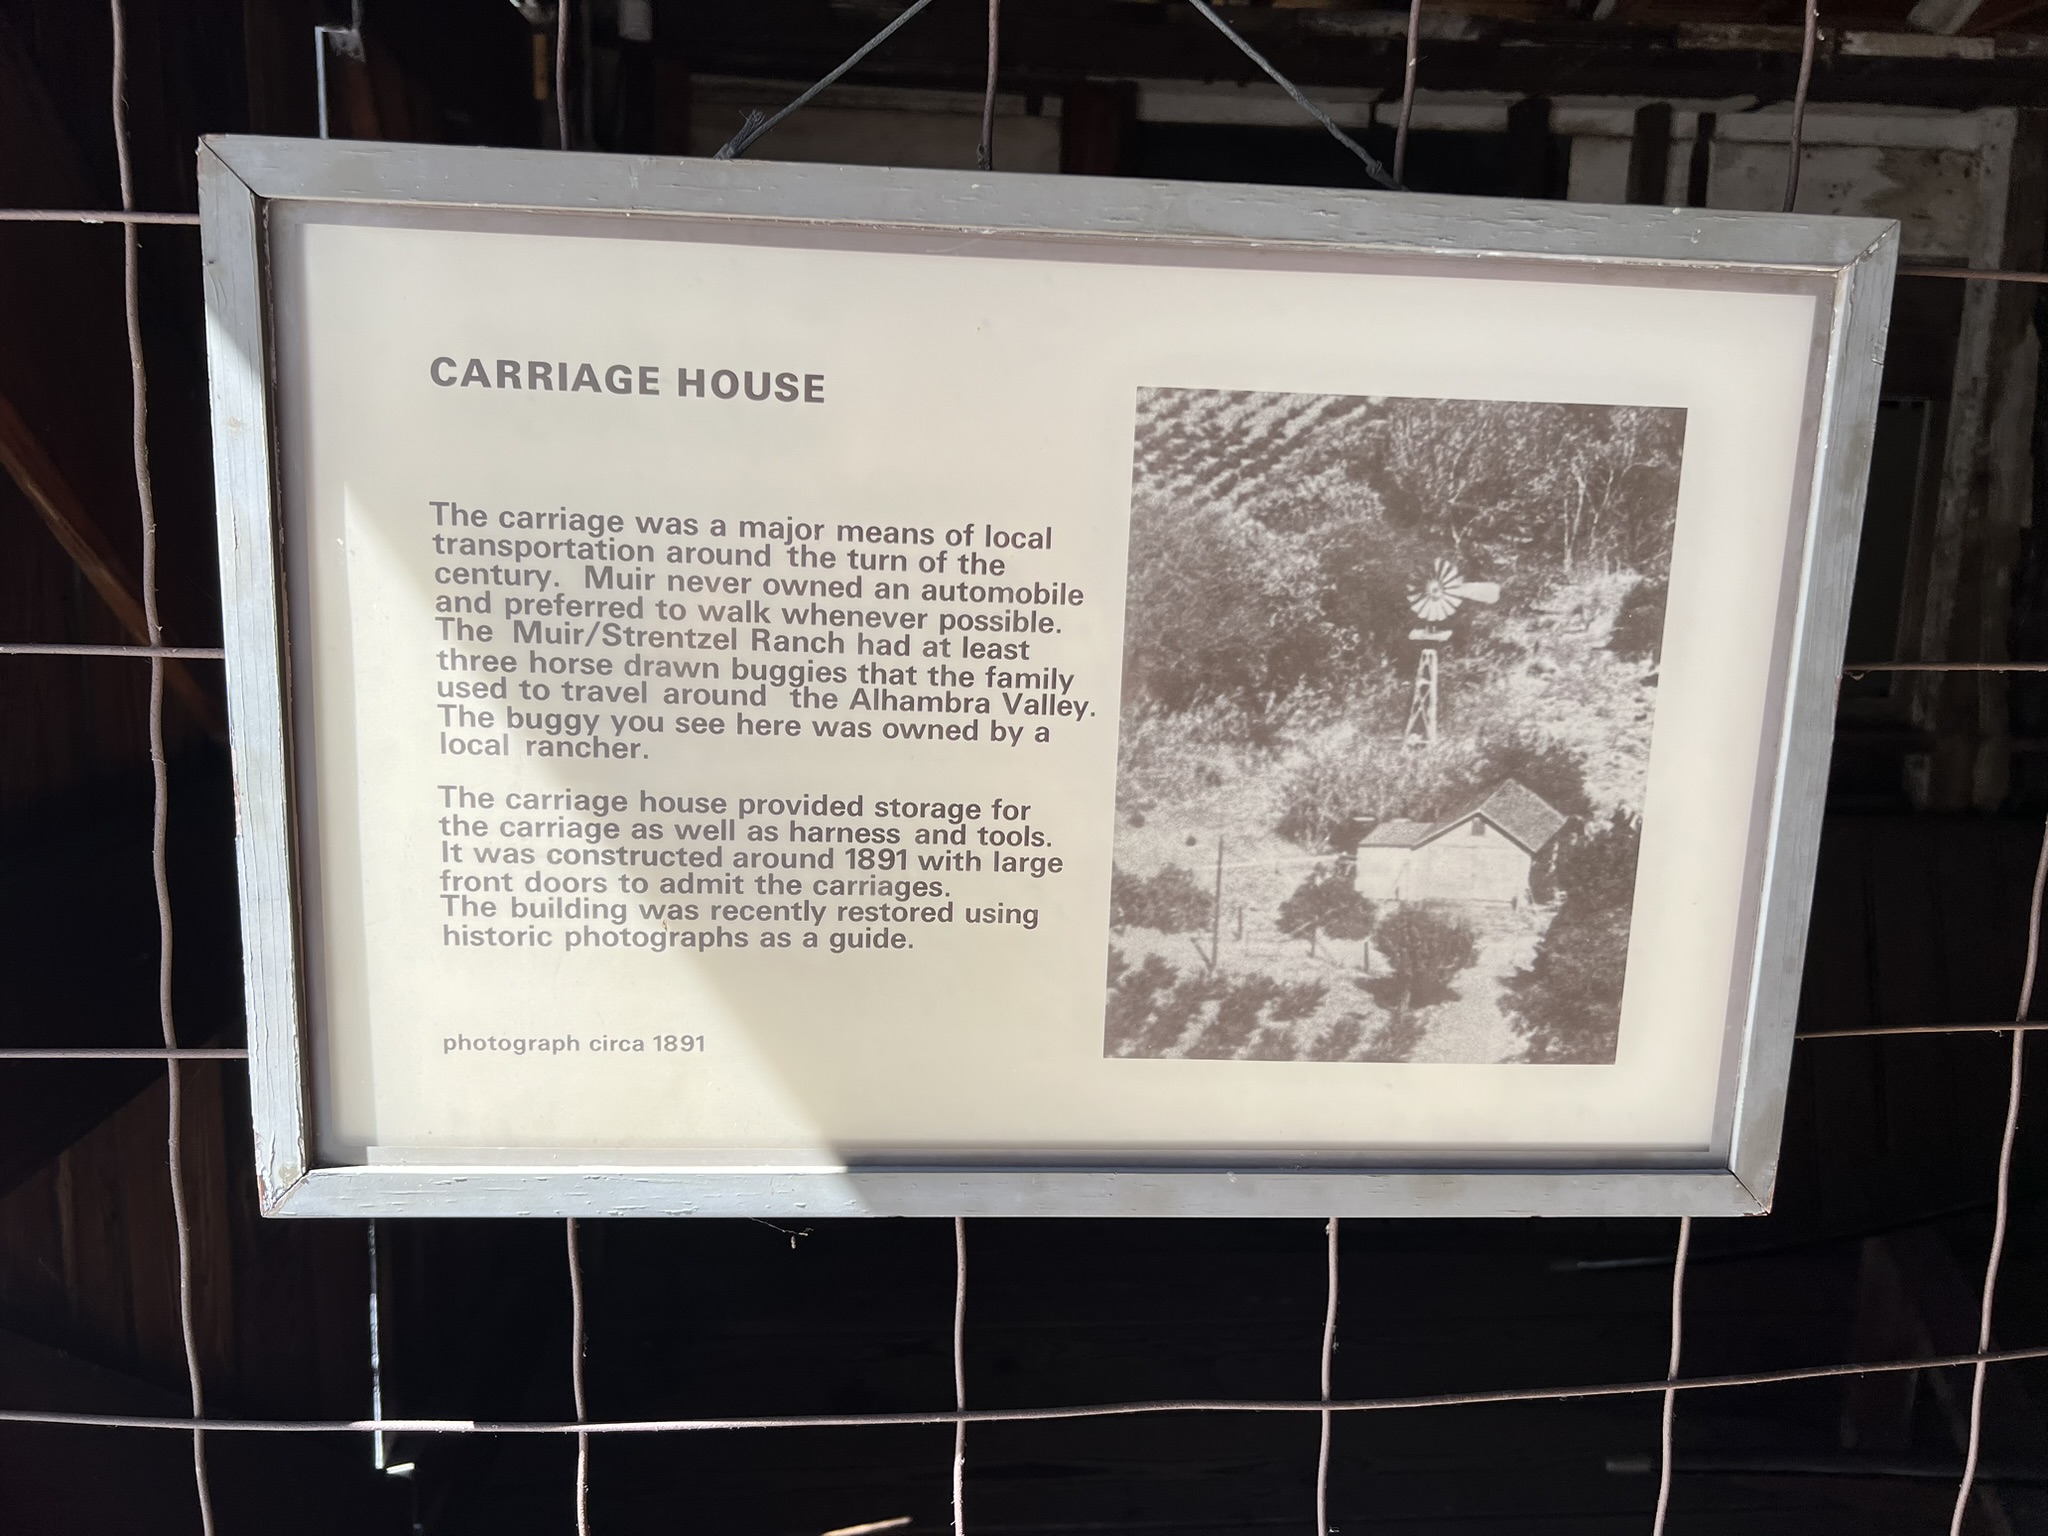 CARRIAGE HOUSE
The carriage was a major means of local
transportation around the turn of the
century. Muir never owned an automobile
and preferred to walk whenever possible.
The Muir/Strentzel Ranch had at least
three horse drawn buggies that the family
used to travel around the Alhambra Valley.
The buggy you see here was owned by a
local rancher.
The carriage house provided storage for
the carriage as well as harness and tools.
It was constructed around 1891 with large
front doors to admit the carriages.
The building was recently restored using
historic photographs as a guide.
photograph circa 1891